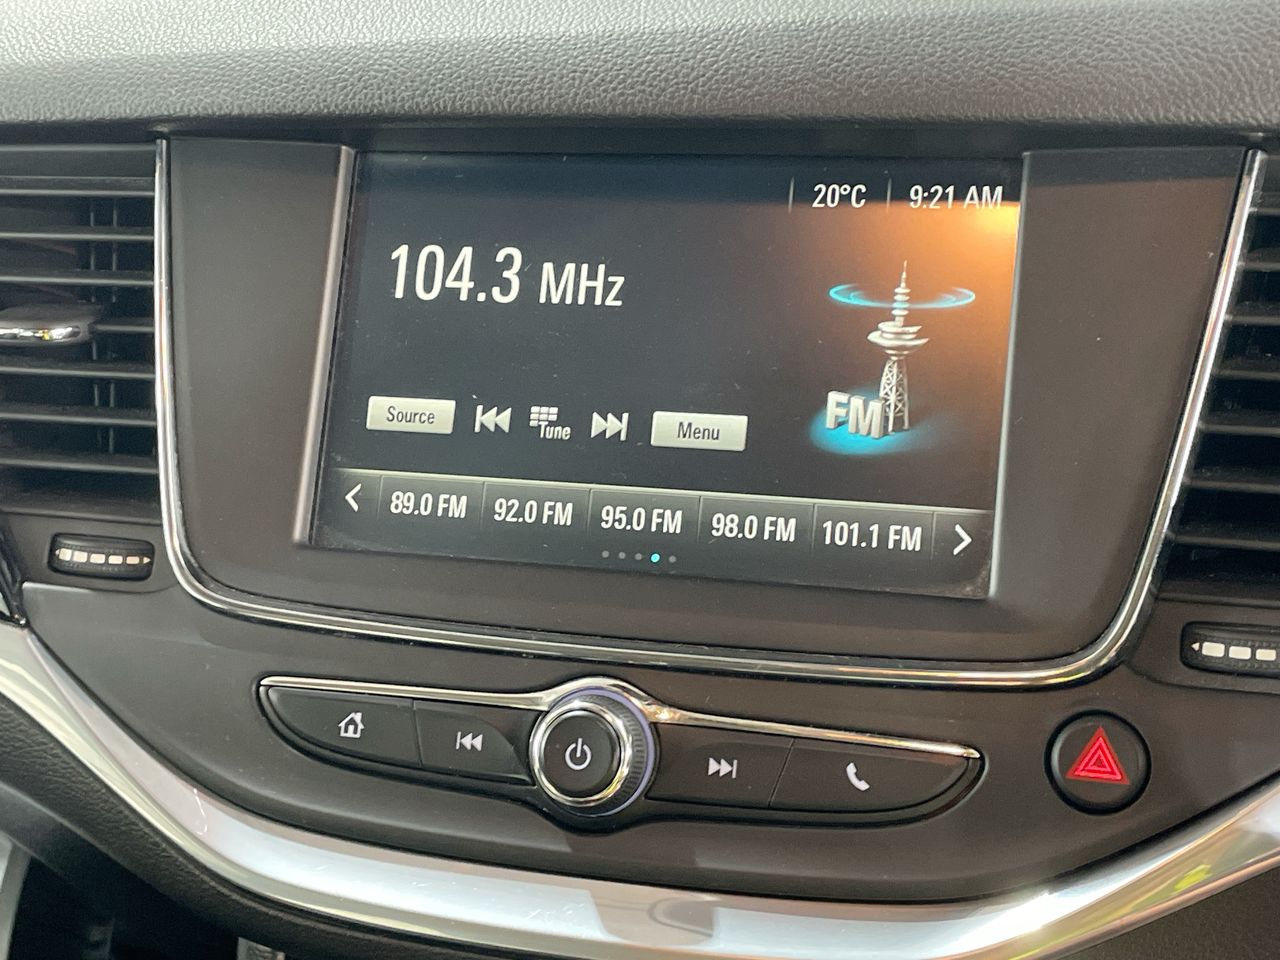 20°C 9:21 AM
104.3 MHz
FM
Source Tune Menu
89.0 FM 92.0 FM 95.0 FM 98.0 FM 101.1 FM